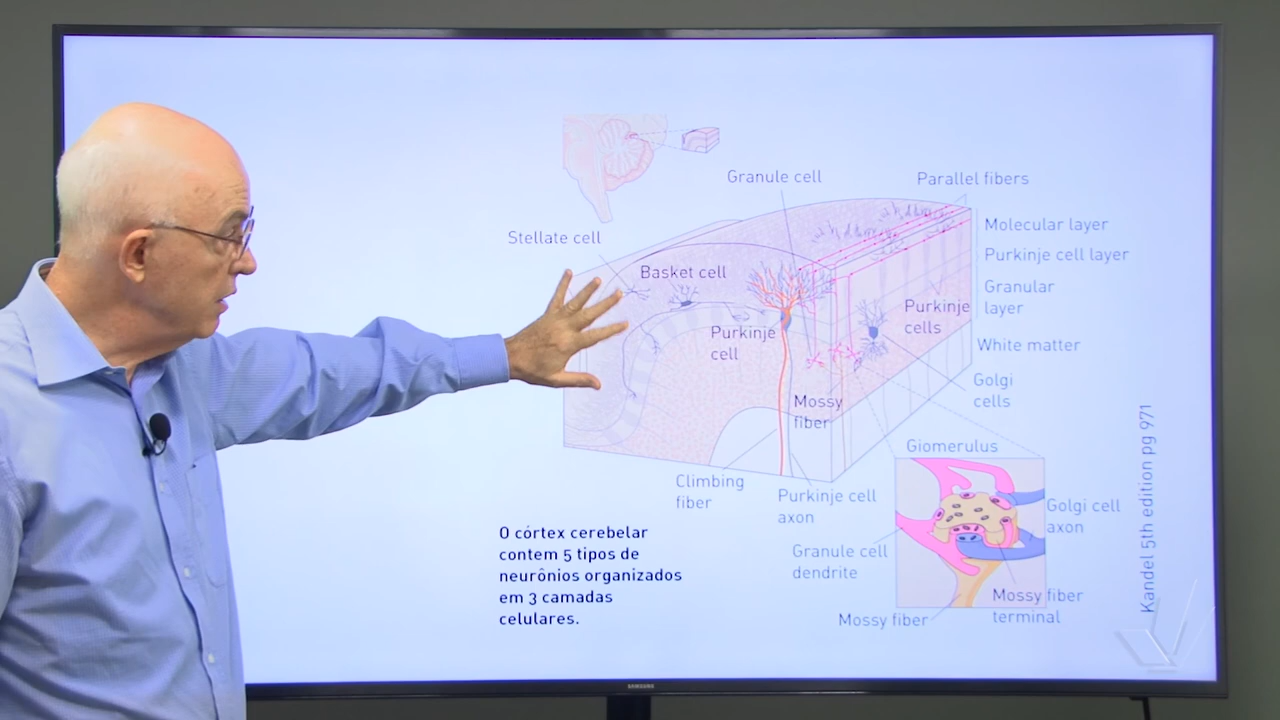 Granule cell
Parallel fibers
Stellate cell
Molecular layer
Basket cell
Purkinje cell layer
Granular
layer
Purkinje
cells
Purkinje
cell
White matter
Golgi
cells
Mossy
fiber
Giomerulus
Climbing
fiber
Purkinje cell
axon
Golgi cell
axon
Granule cell
dendrite
Mossy fiber
terminal
Mossy fiber
O córtex cerebelar
contem 5 tipos de
neurônios organizados
em 3 camadas
celulares.
Kandel 5th edition pg 971
SAMSUNG